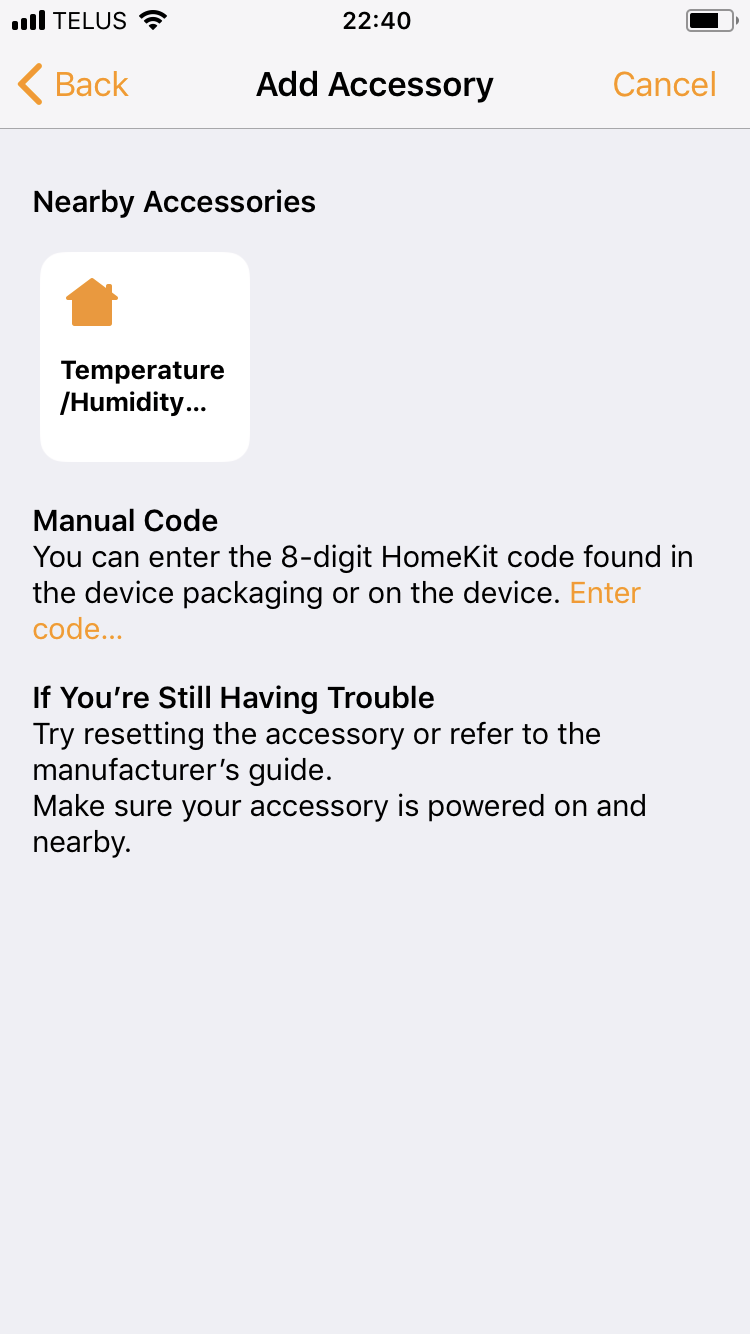 TELUS 22:40
Back Add Accessory Cancel
Nearby Accessories
Temperature
/Humidity...
Manual Code
You can enter the 8-digit HomeKit code found in
the device packaging or on the device. Enter
code...
If You’re Still Having Trouble
Try resetting the accessory or refer to the
manufacturer’s guide.
Make sure your accessory is powered on and
nearby.